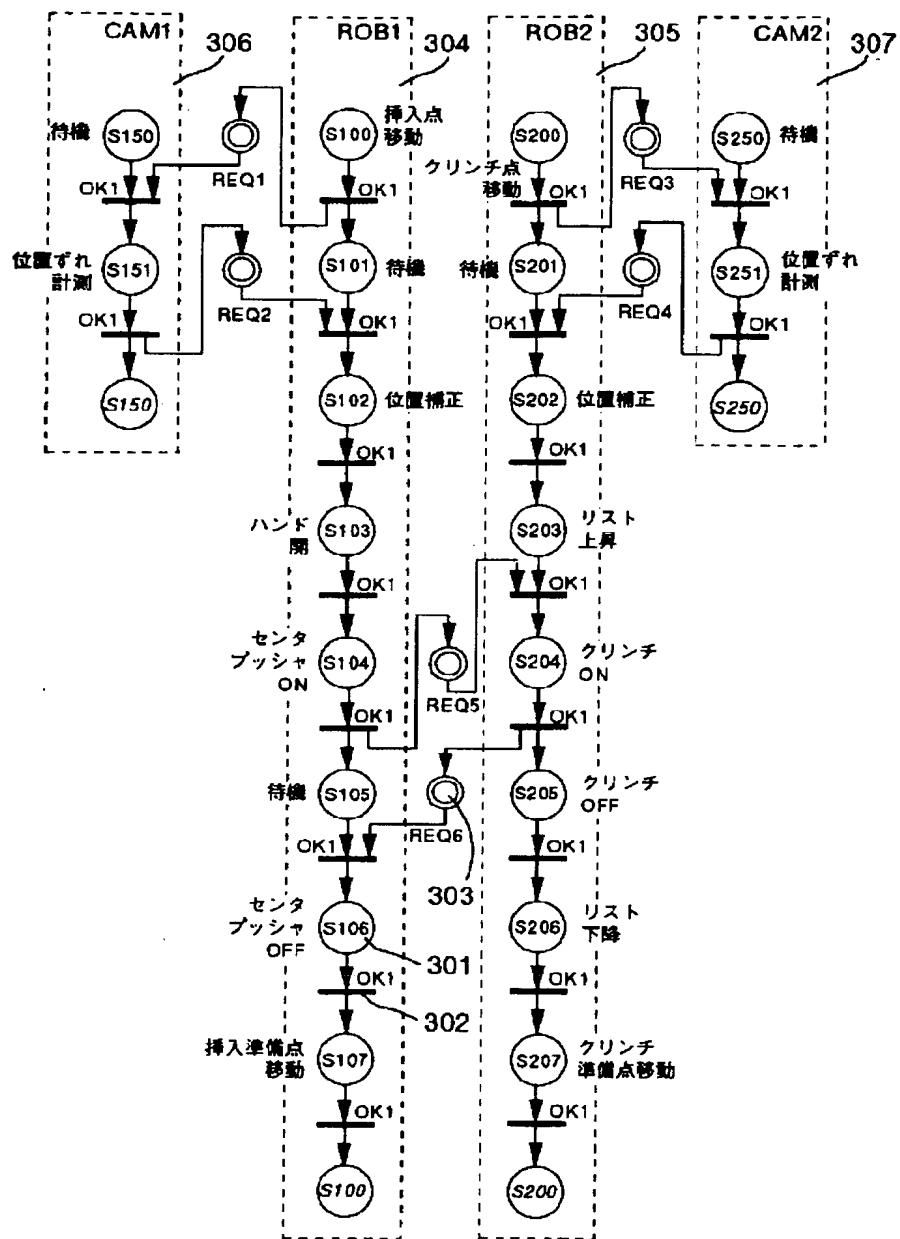 CAM1
306
ROB1
304
ROB2
305
CAM2
307
待機
S150
REQ1
S100
挿入点
移動
S200
クリンチ点
移動
REQ3
S250
待機
OK1
OK1
OK1
OK1
位置ずれ
計測
S151
REQ2
S101
待機
待機
S201
REQ4
S251
位置ずれ
計測
OK1
OK1
OK1
OK1
S150
S102
位置補正
S202
位置補正
S250
OK1
OK1
ハンド
開
S103
S203
リスト
上昇
OK1
OK1
センタ
プッシャ
ON
S104
REQ5
S204
クリンチ
ON
OK1
OK1
待機
S105
REQ6
S205
クリンチ
OFF
OK1
OK1
303
センタ
プッシャ
OFF
S106
301
S206
リスト
下降
OK1
OK1
302
挿入準備点
移動
S107
S207
クリンチ
準備点移動
OK1
OK1
S100
S200